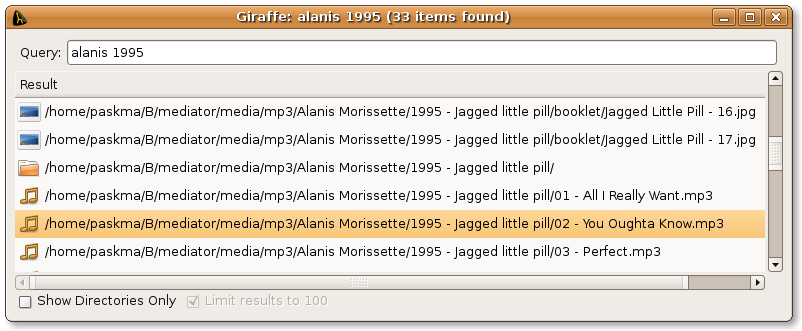 Giraffe: alanis 1995 (33 items found)
Query: alanis 1995
Result
/home/paskma/B/mediator/media/mp3/Alanis Morissette/1995 - Jagged little pill/booklet/Jagged Little Pill - 16.jpg
/home/paskma/B/mediator/media/mp3/Alanis Morissette/1995 - Jagged little pill/booklet/Jagged Little Pill - 17.jpg
/home/paskma/B/mediator/media/mp3/Alanis Morissette/1995 - Jagged little pill/
/home/paskma/B/mediator/media/mp3/Alanis Morissette/1995 - Jagged little pill/01 - All I Really Want.mp3
/home/paskma/B/mediator/media/mp3/Alanis Morissette/1995 - Jagged little pill/02 - You Oughta Know.mp3
/home/paskma/B/mediator/media/mp3/Alanis Morissette/1995 - Jagged little pill/03 - Perfect.mp3
Show Directories Only Limit results to 100